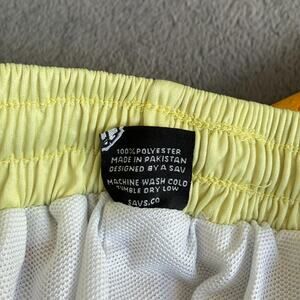 100% POLYESTER
MADE IN PAKISTAN
DESIGNED BY A SAV
MACHINE WASH COLD
TUMBLE DRY LOW
SAVS.CO